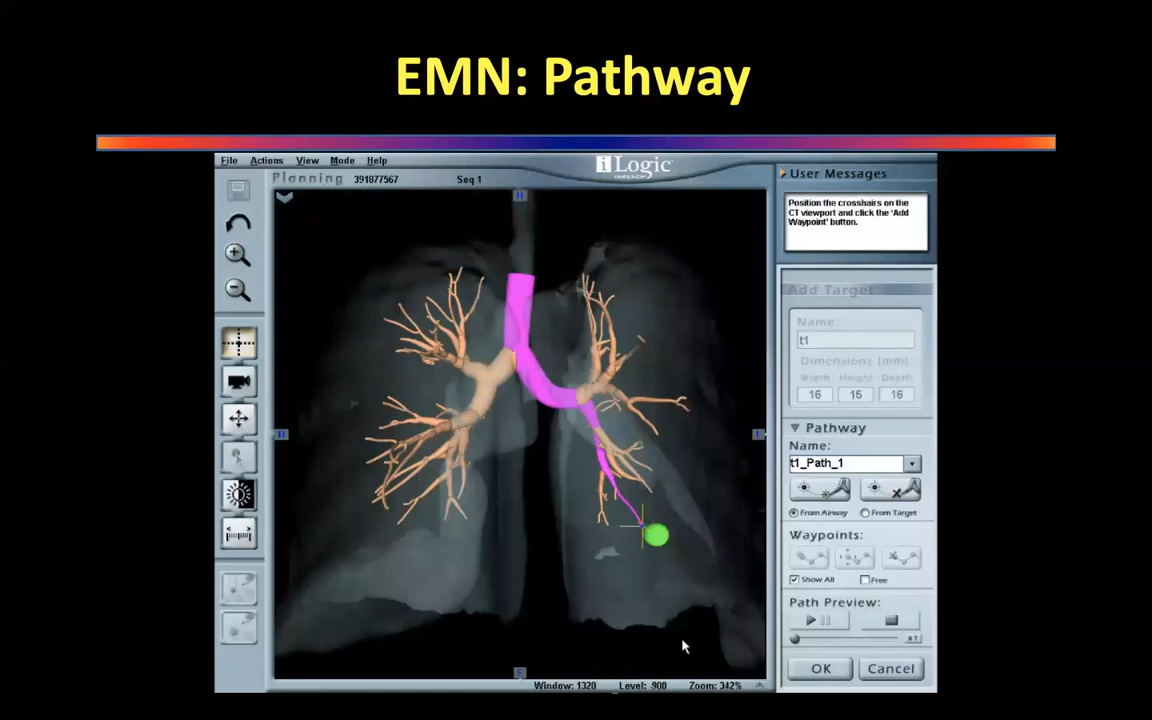 EMN: Pathway
File Actions View Mode Help
iLogic
INREACH
Planning 391877567 Seq 1
User Messages
Position the crosshairs on the
CT viewport and click the 'Add
Waypoint' button.
Add Target
Name:
t1
Dimensions (mm)
Width Height Depth
16 15 16
Pathway
Name:
t1_Path_1
From Airway From Target
Waypoints:
Show All Free
Path Preview:
x1
OK Cancel
H
R
L
F
Window: 1320 Level: -900 Zoom: 342%